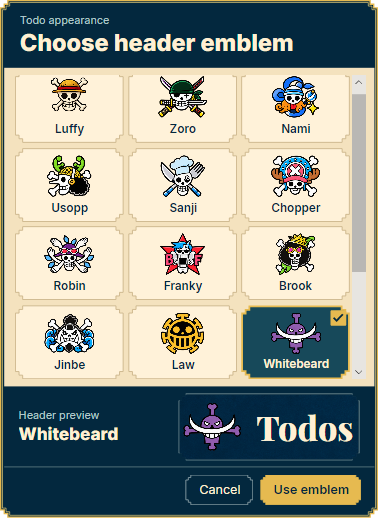 Todo appearance
Choose header emblem
Luffy
Zoro
Nami
Usopp
Sanji
Chopper
Robin
Franky
Brook
Jinbe
Law
Whitebeard
Header preview
Whitebeard
Todos
Cancel
Use emblem